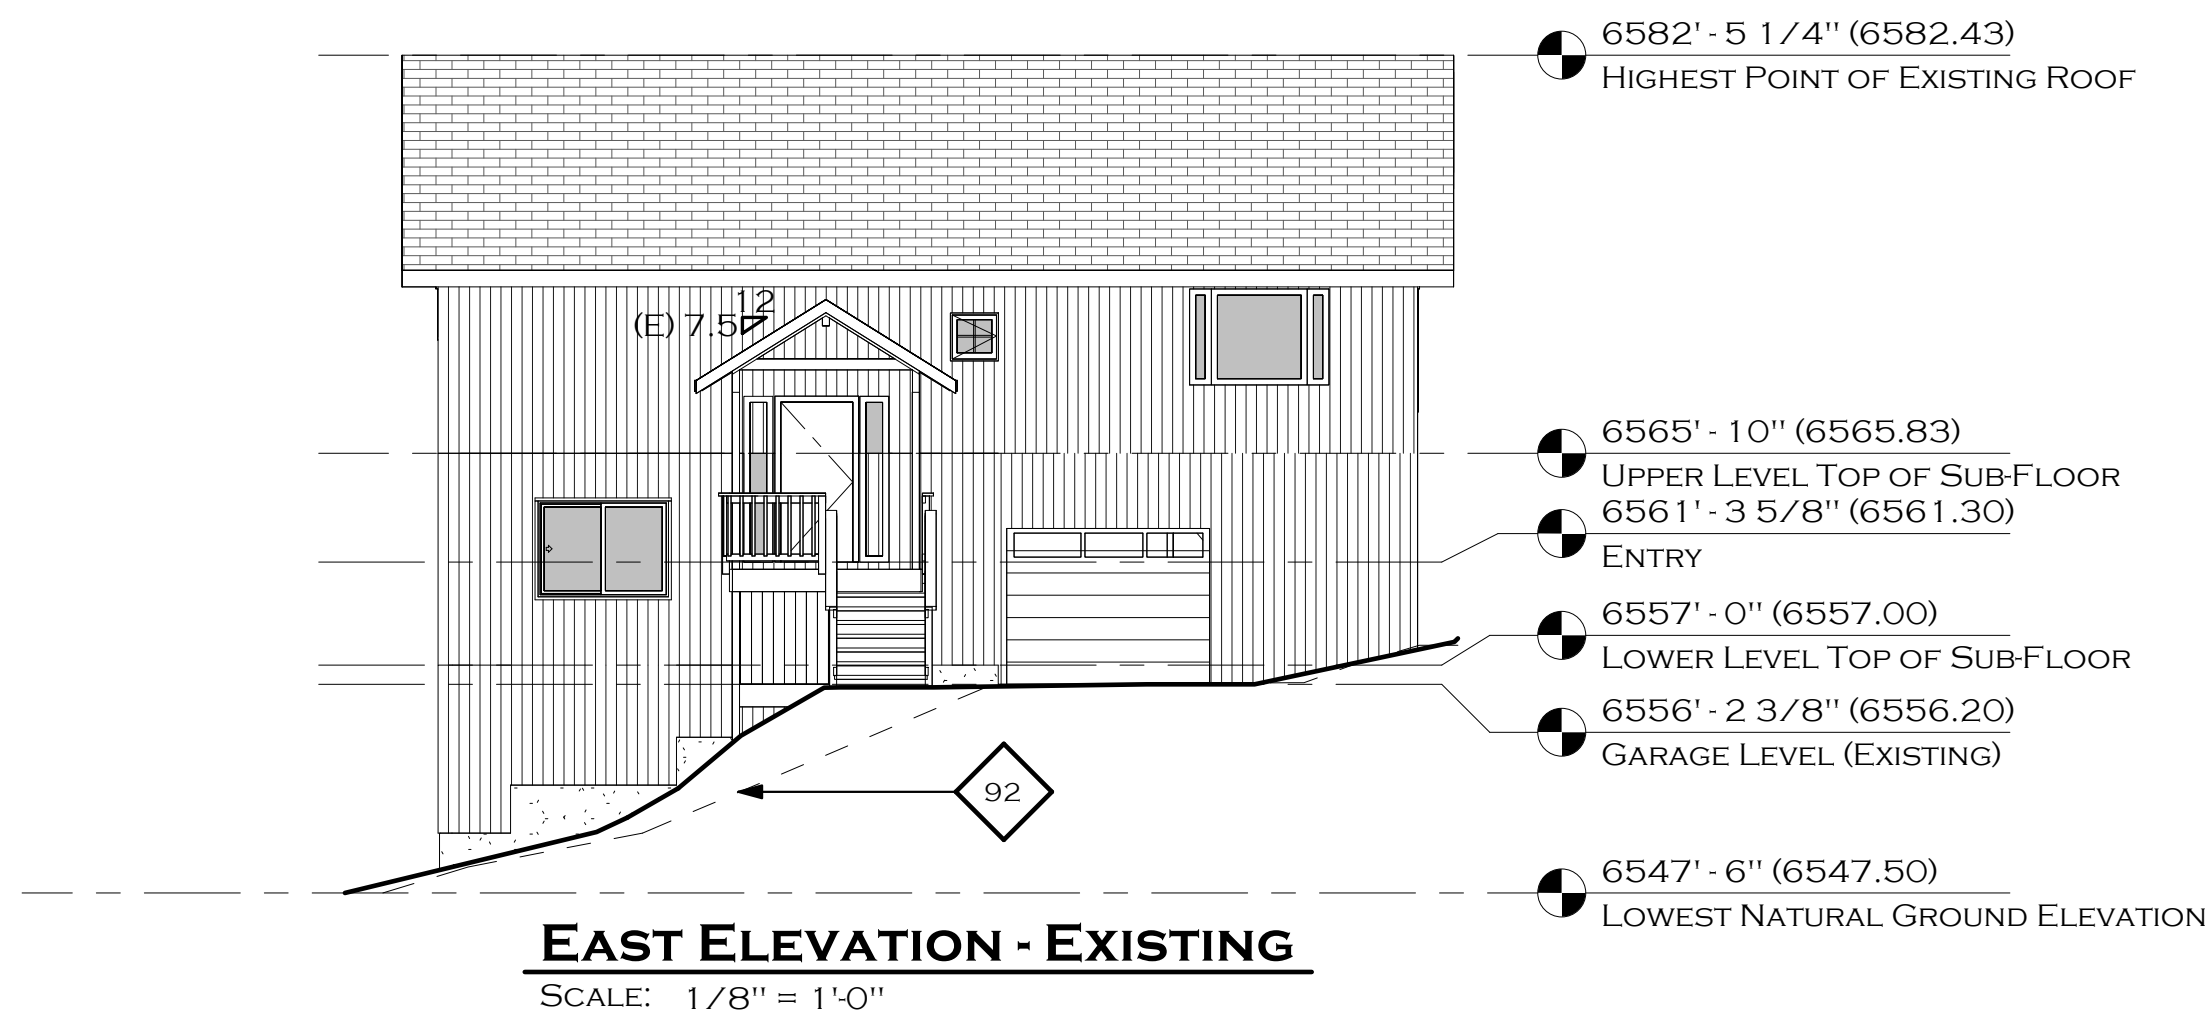 6582' - 5 1/4" (6582.43)
HIGHEST POINT OF EXISTING ROOF
12
(E) 7.5
6565' - 10" (6565.83)
UPPER LEVEL TOP OF SUB-FLOOR
6561' - 3 5/8" (6561.30)
ENTRY
6557' - 0" (6557.00)
LOWER LEVEL TOP OF SUB-FLOOR
6556' - 2 3/8" (6556.20)
GARAGE LEVEL (EXISTING)
92
6547' - 6" (6547.50)
LOWEST NATURAL GROUND ELEVATION
EAST ELEVATION - EXISTING
SCALE: 1/8" = 1'-0"